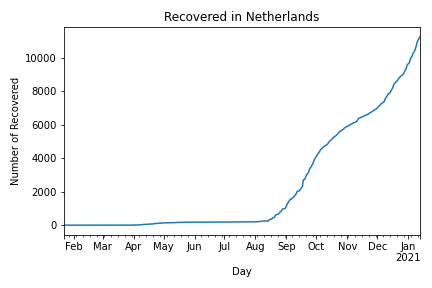 Recovered in Netherlands
Number of Recovered
10000
8000
6000
4000
2000
0
Feb Mar Apr May Jun Jul Aug Sep Oct Nov Dec Jan
2021
Day